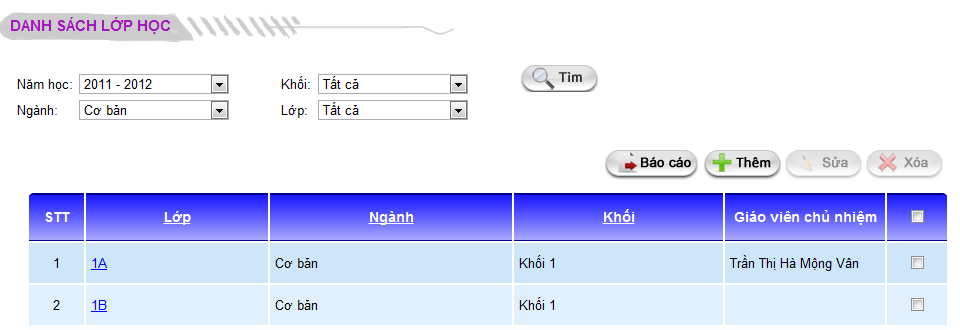 DANH SÁCH LỚP HỌC
Năm học: 2011 - 2012 Khối: Tất cả Tìm
Ngành: Cơ bản Lớp: Tất cả
Báo cáo Thêm Sửa Xóa
STT Lớp Ngành Khối Giáo viên chủ nhiệm
1 1A Cơ bản Khối 1 Trần Thị Hà Mộng Vân
2 1B Cơ bản Khối 1